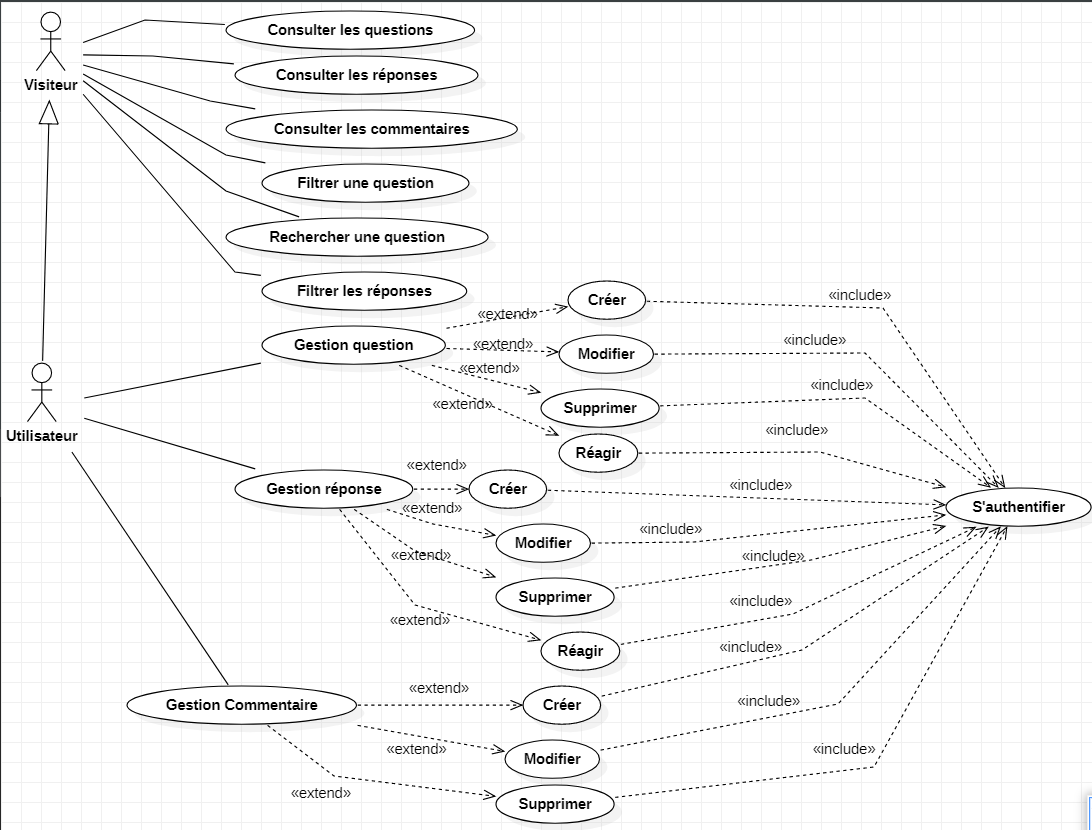 Consulter les questions
Consulter les réponses
Visiteur
Consulter les commentaires
Filtrer une question
Rechercher une question
Filtrer les réponses
Créer
«include»
«extend»
Gestion question
«extend»
Modifier
«include»
«extend»
Supprimer
«include»
«extend»
Utilisateur
Réagir
«include»
«extend»
Gestion réponse
Créer
«include»
«extend»
S'authentifier
Modifier
«include»
«extend»
«include»
Supprimer
«include»
«extend»
Réagir
«include»
«extend»
Gestion Commentaire
Créer
«include»
«extend»
Modifier
«include»
«extend»
Supprimer